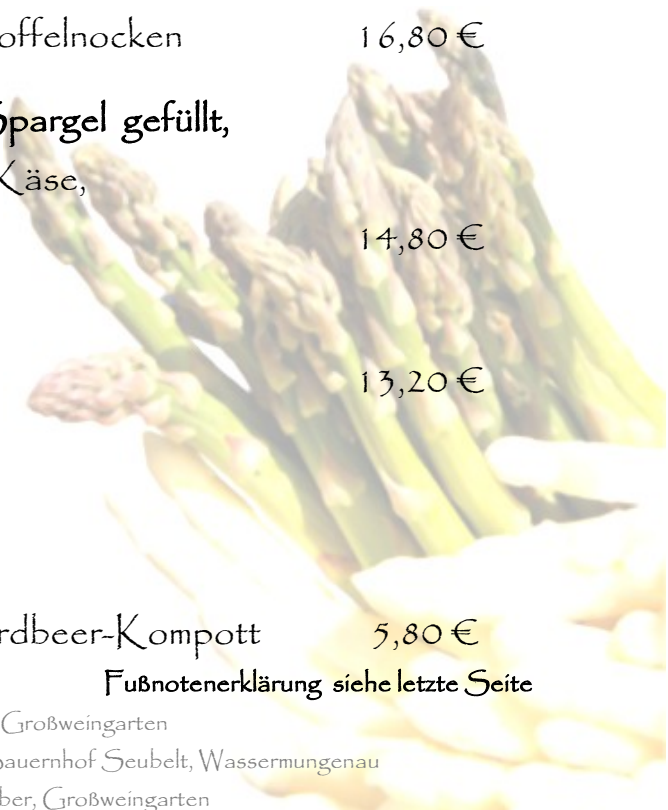 offelnocken 16,80 €
Spargel gefüllt,
Käse,
14,80 €
13,20 €
rdbeer-Kompott 5,80 €
Fußnotenerklärung siehe letzte Seite
Großweingarten
bauernhof Seubelt, Wassermungenau
ber, Großweingarten